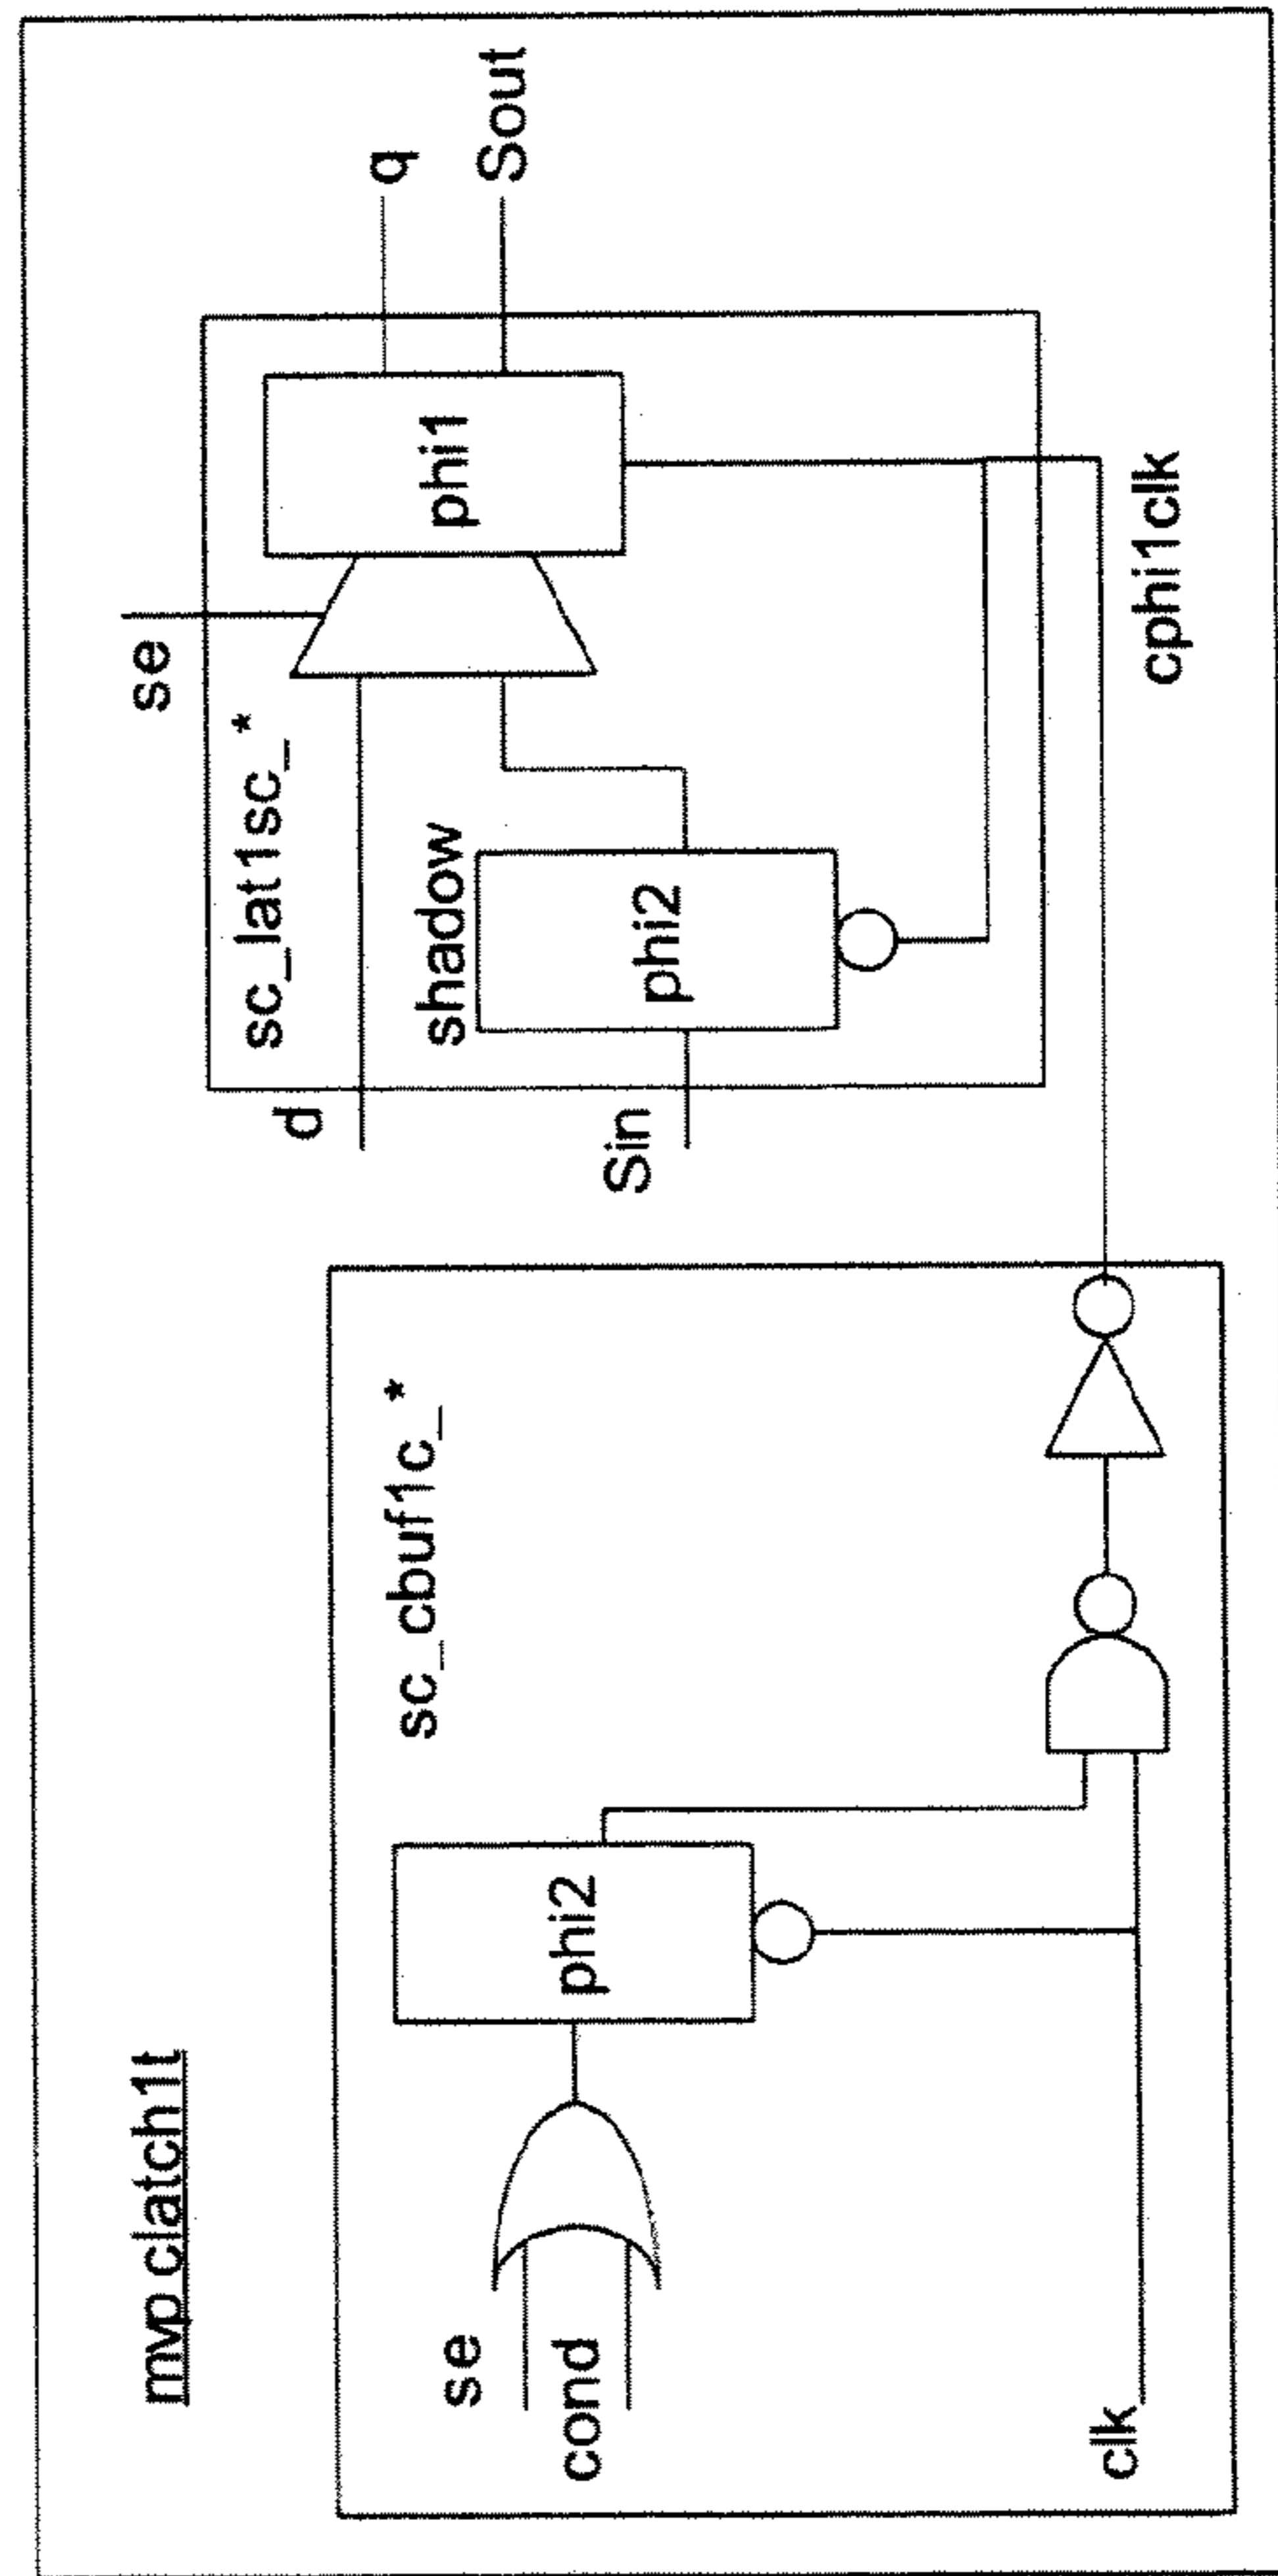 mvp clatch1t
sc_cbuf1c_*
se
cond
phi2
clk
sc_lat1sc_*
se
d
shadow
Sin
phi2
phi1
q
Sout
cphi1clk